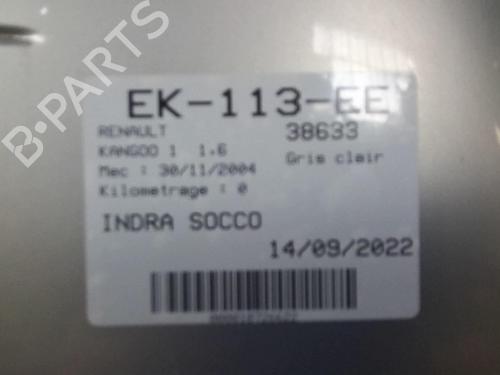 B-PARTS
EK-113-EE
RENAULT 38633
KANGOO 1 1.6 Gris clair
Mec : 30/11/2004
Kilometrage : 0
INDRA SOCCO
14/09/2022